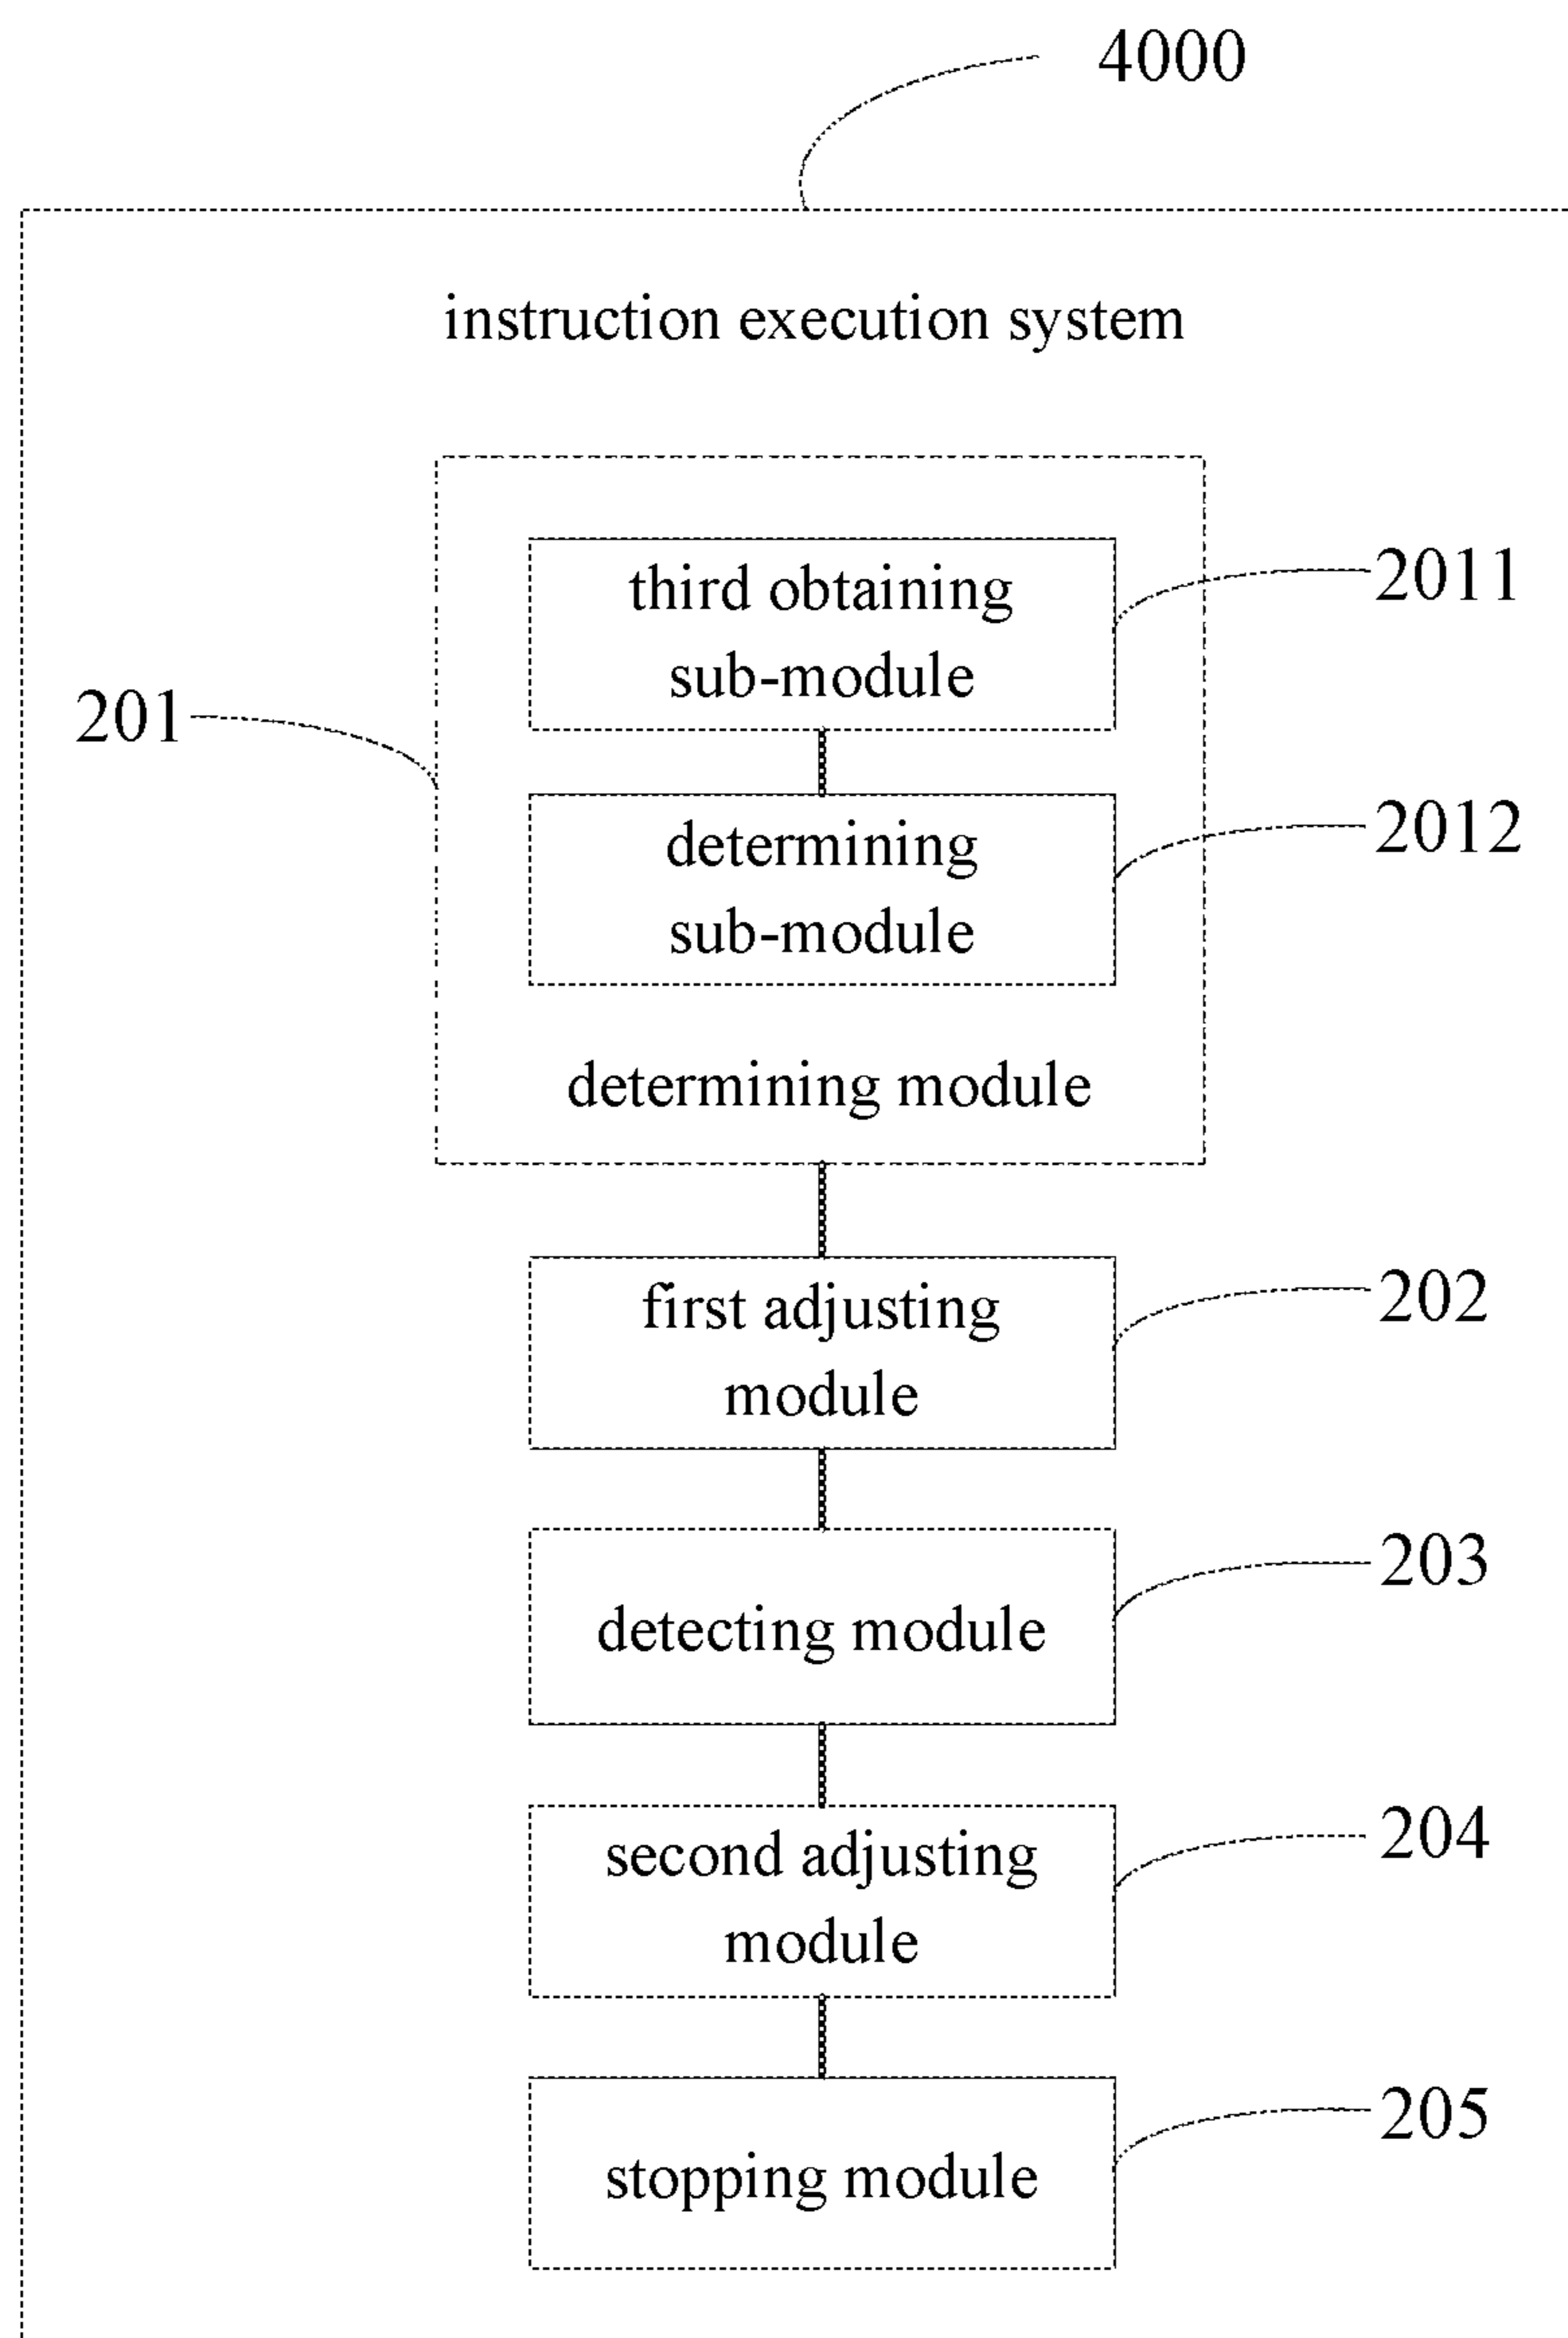 4000
instruction execution system
third obtaining
sub-module
2011
201
determining
sub-module
2012
determining module
first adjusting
module
202
detecting module
203
second adjusting
module
204
stopping module
205